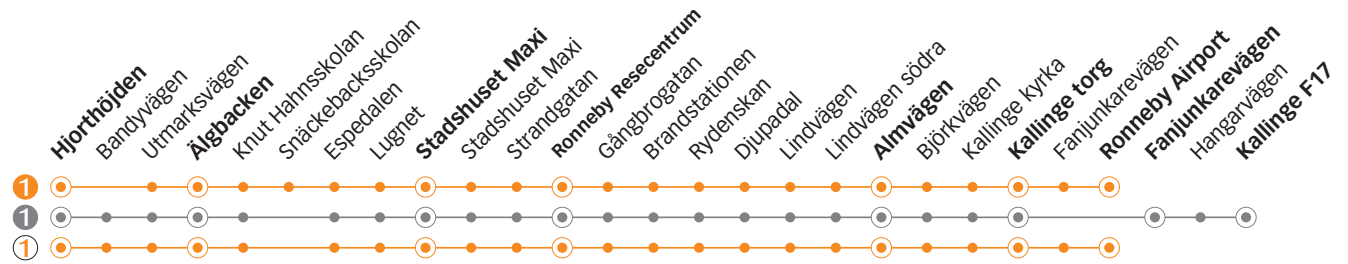 Hjorthöjden
Bandyvägen
Utmarksvägen
Älgbacken
Knut Hahnsskolan
Snäckebacksskolan
Espedalen
Lugnet
Stadshuset Maxi
Stadshuset Maxi
Strandgatan
Ronneby Resecentrum
Gångbrogatan
Brandstationen
Rydenskan
Djupadal
Lindvägen
Lindvägen södra
Almvägen
Björkvägen
Kallinge kyrka
Kallinge torg
Fanjunkarevägen
Ronneby Airport
Fanjunkarevägen
Hangarvägen
Kallinge F17
1
1
1